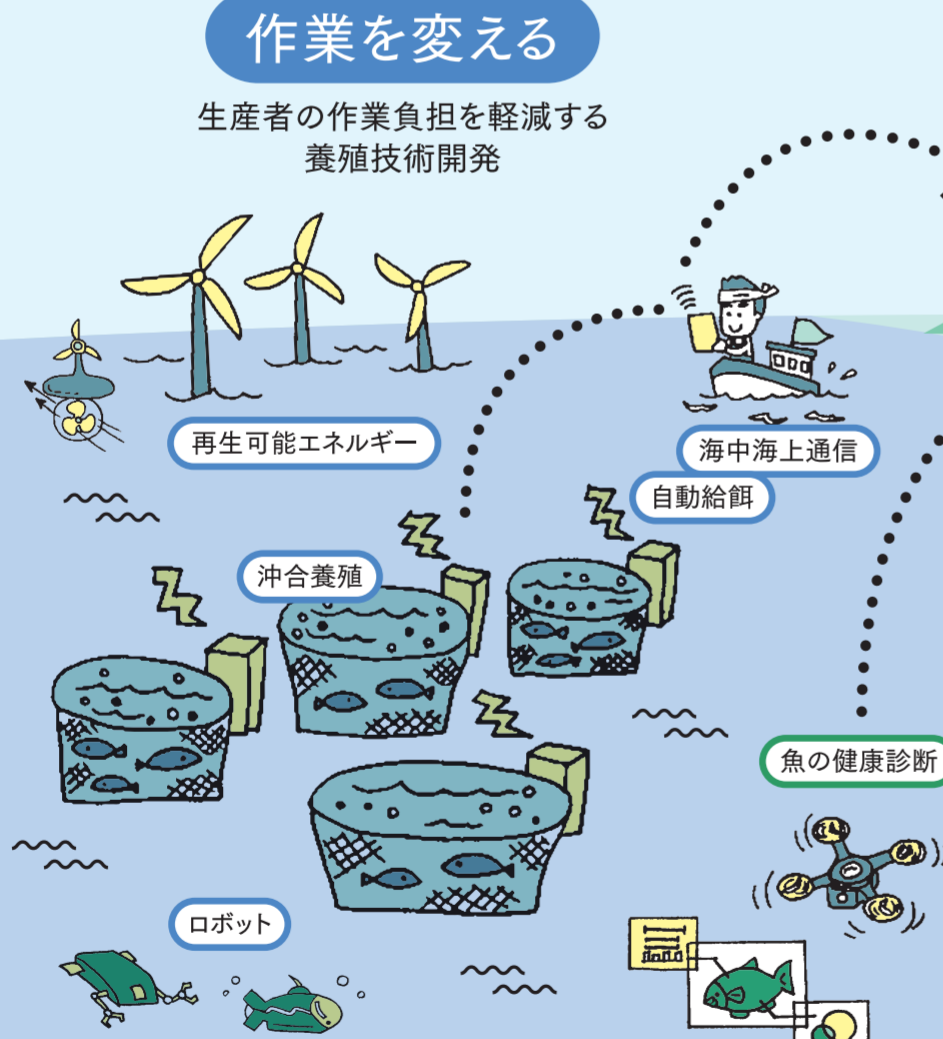 作業を変える
生産者の作業負担を軽減する
養殖技術開発
再生可能エネルギー
海中海上通信
自動給餌
沖合養殖
魚の健康診断
ロボット